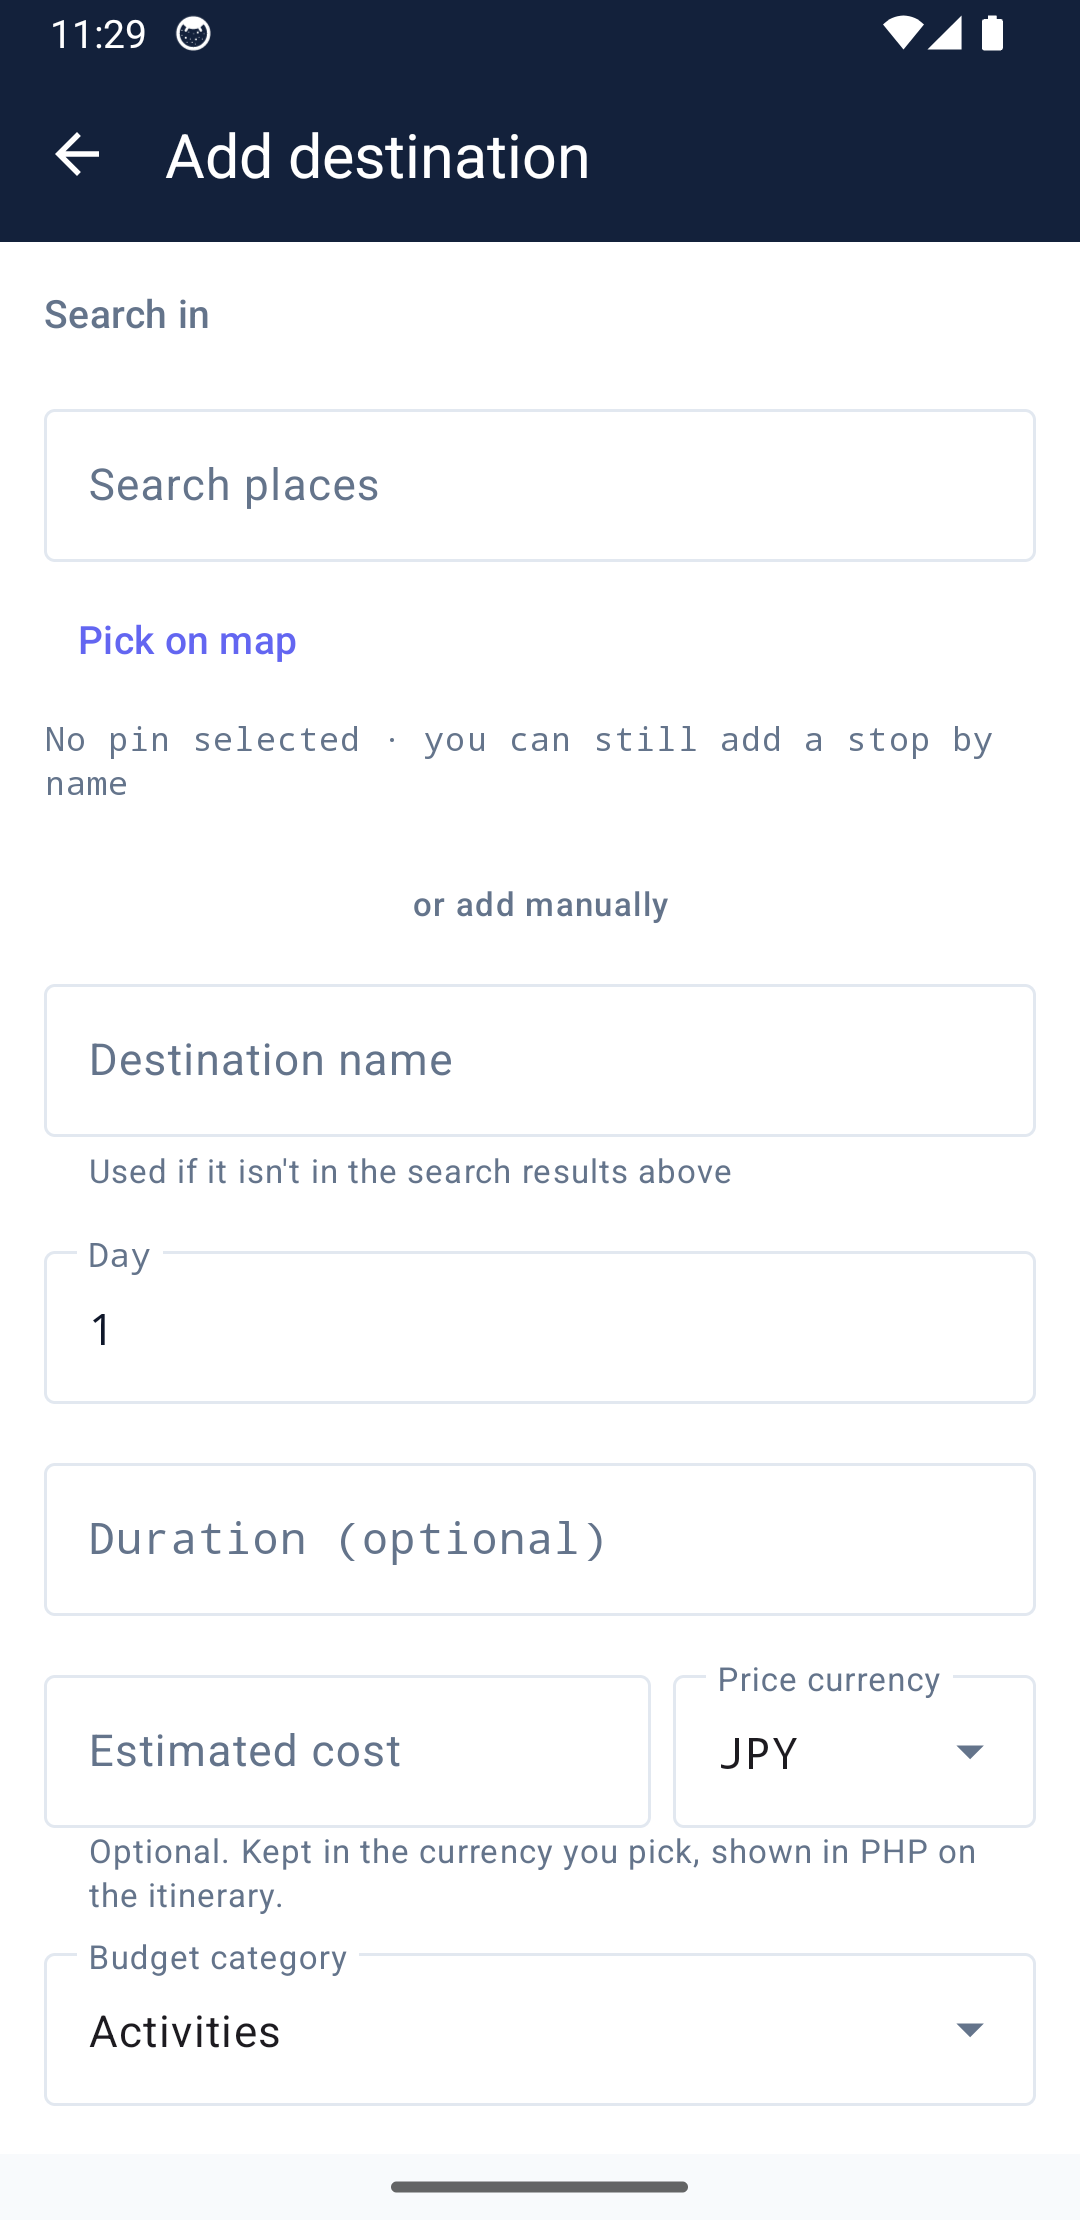 11:29
Add destination
Search in
Search places
Pick on map
No pin selected · you can still add a stop by
name
or add manually
Destination name
Used if it isn't in the search results above
Day
1
Duration (optional)
Estimated cost
Price currency
JPY
Optional. Kept in the currency you pick, shown in PHP on
the itinerary.
Budget category
Activities